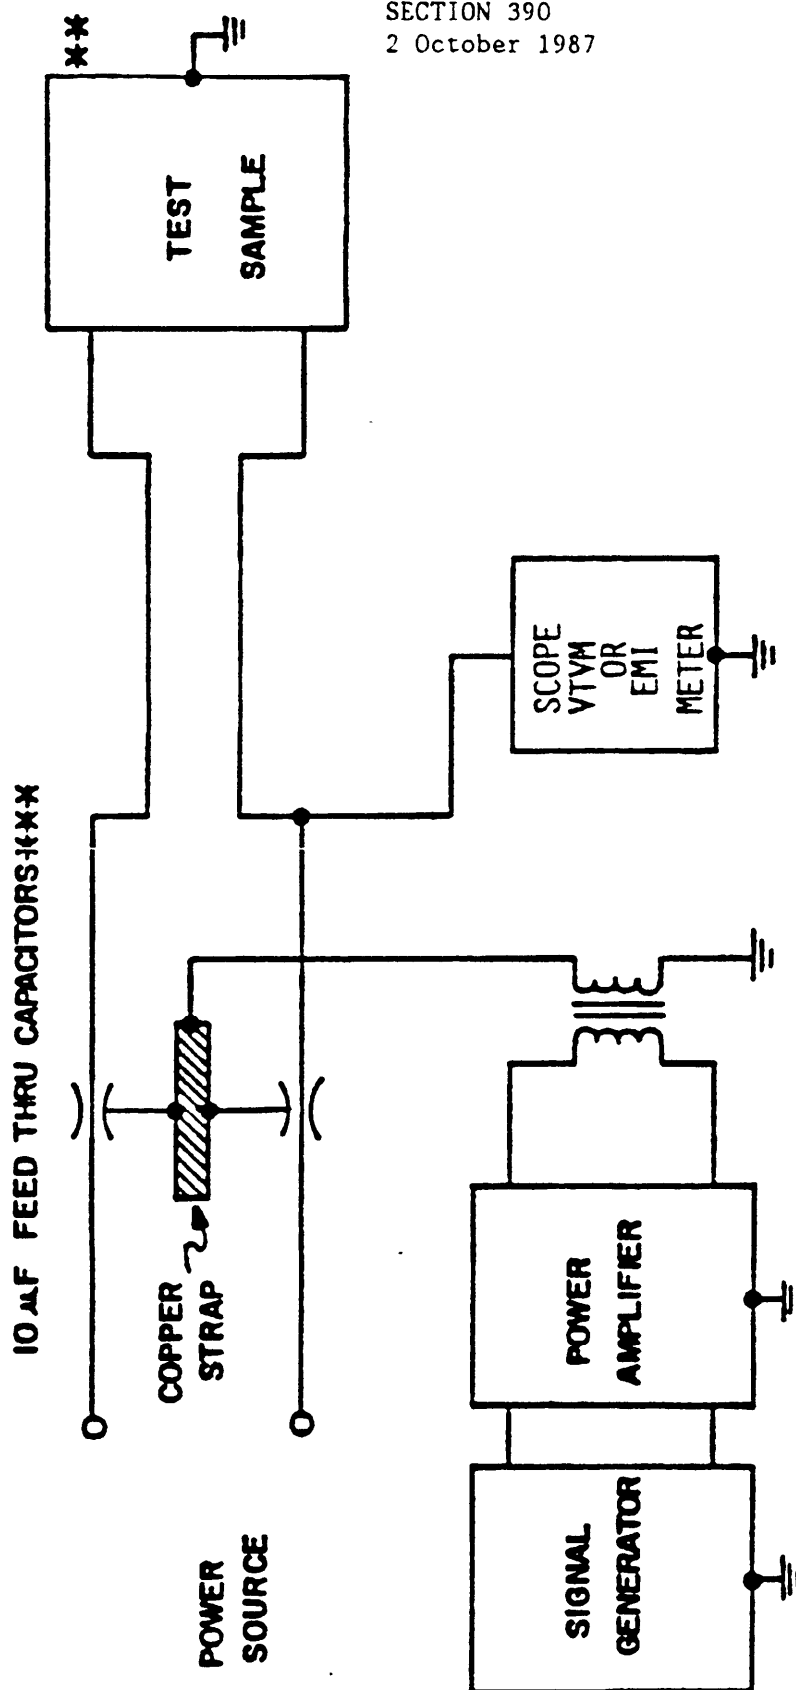 SECTION 390
2 October 1987
**
TEST
SAMPLE
10 μF FEED THRU CAPACITORS***
SCOPE
VTVM
OR
EMI
METER
COPPER
STRAP
POWER
AMPLIFIER
POWER
SOURCE
SIGNAL
GENERATOR